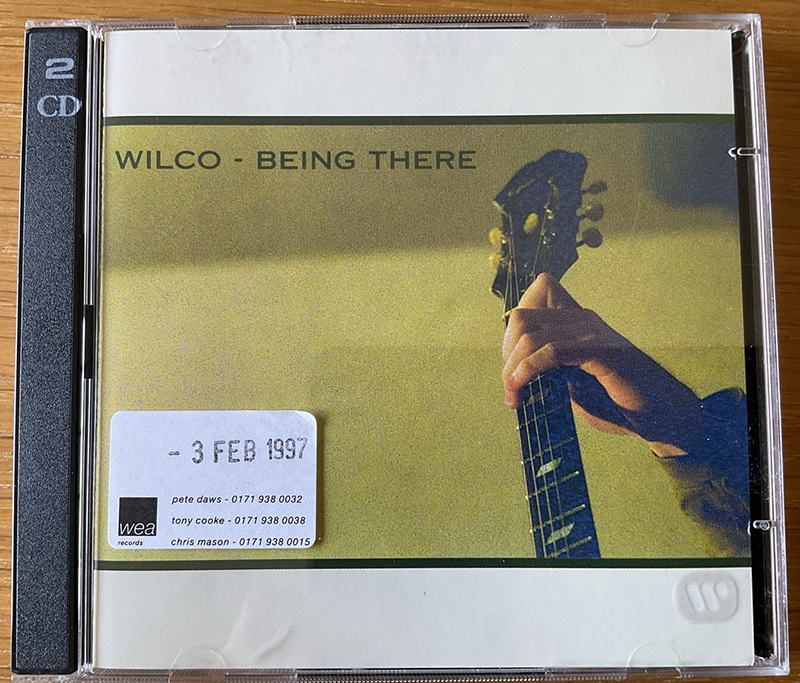 2
CD
WILCO - BEING THERE
- 3 FEB 1997
pete daws - 0171 938 0032
tony cooke - 0171 938 0038
chris mason - 0171 938 0015
wea
records